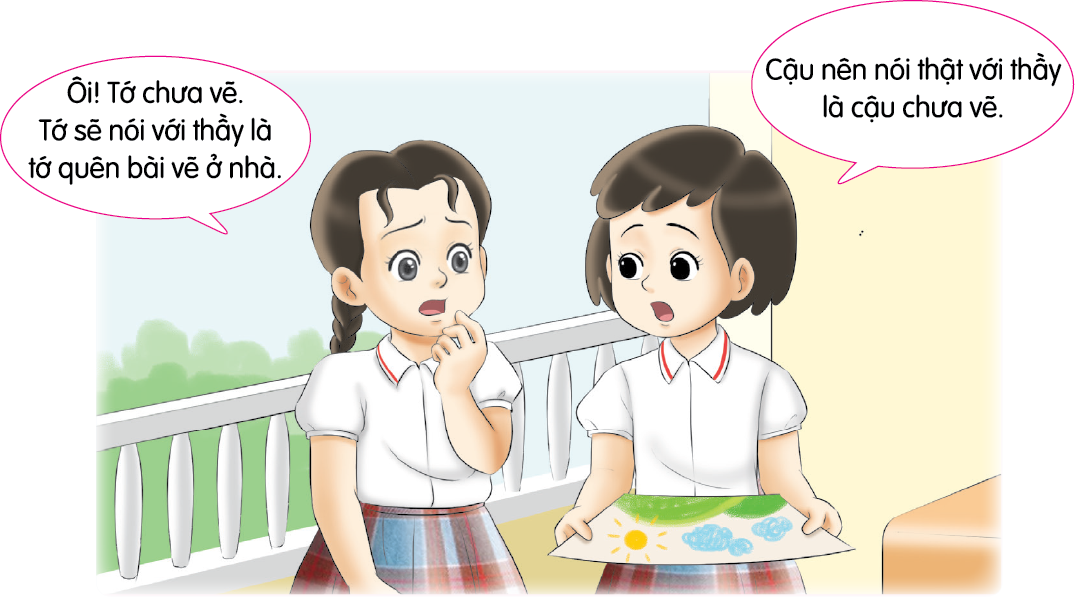 Ôi! Tớ chưa vẽ.
Tớ sẽ nói với thầy là
tớ quên bài vẽ ở nhà.
Cậu nên nói thật với thầy
là cậu chưa vẽ.